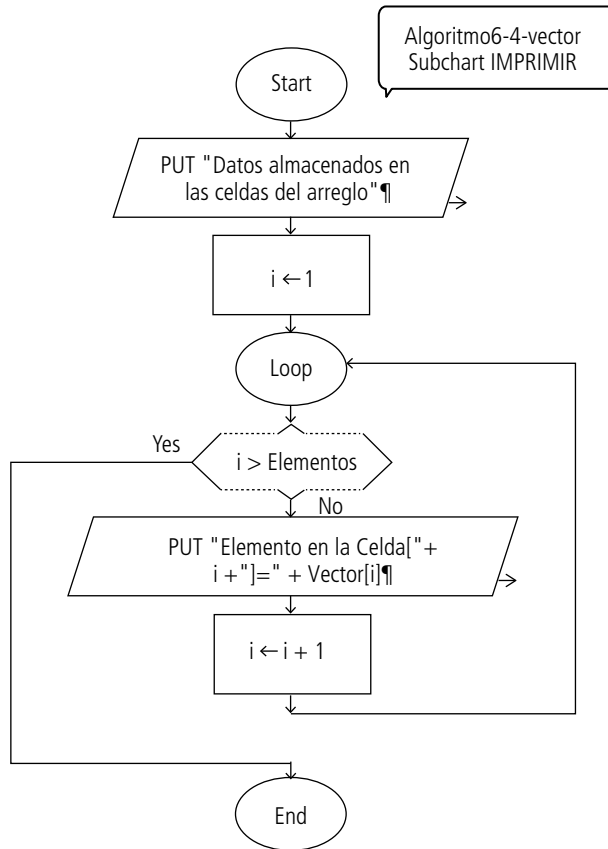 Algoritmo6-4-vector
Subchart IMPRIMIR
Start
PUT "Datos almacenados en
las celdas del arreglo"¶
i ← 1
Loop
Yes
i > Elementos
No
PUT "Elemento en la Celda["+
i +"]=" + Vector[i]¶
i ← i + 1
End